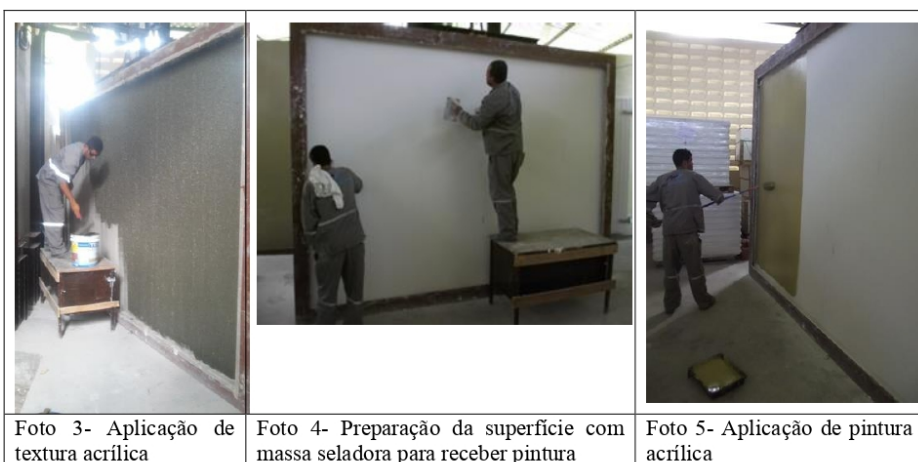 Foto 3- Aplicação de
textura acrílica
Foto 4- Preparação da superfície com
massa seladora para receber pintura
Foto 5- Aplicação de pintura
acrílica